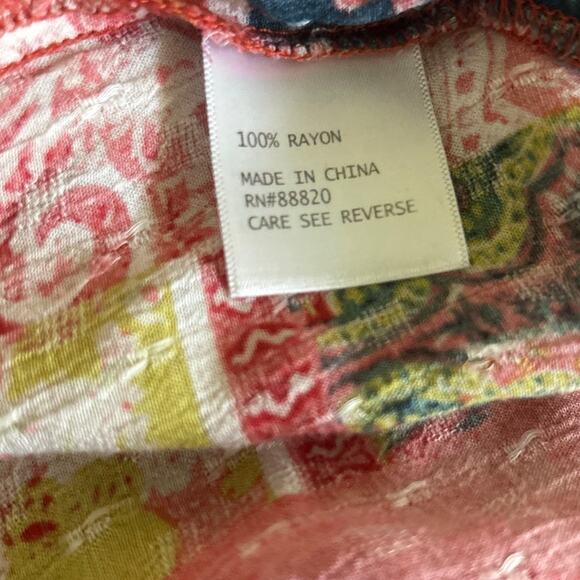 100% RAYON
MADE IN CHINA
RN#88820
CARE SEE REVERSE